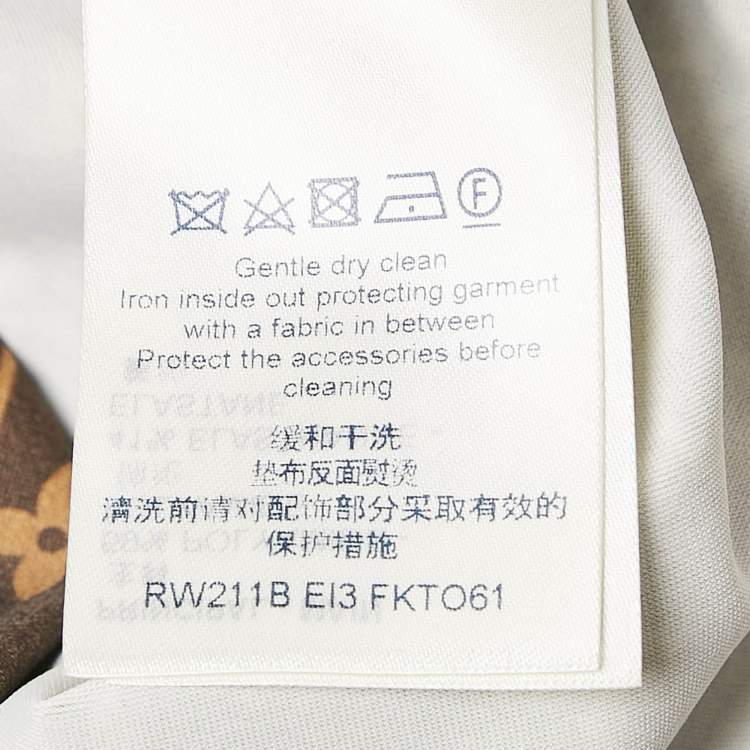 F
Gentle dry clean
Iron inside out protecting garment
with a fabric in between
Protect the accessories before
cleaning
缓和干洗
垫布反面熨烫
清洗前请对配饰部分采取有效的
保护措施
RW211B EI3 FKTO61